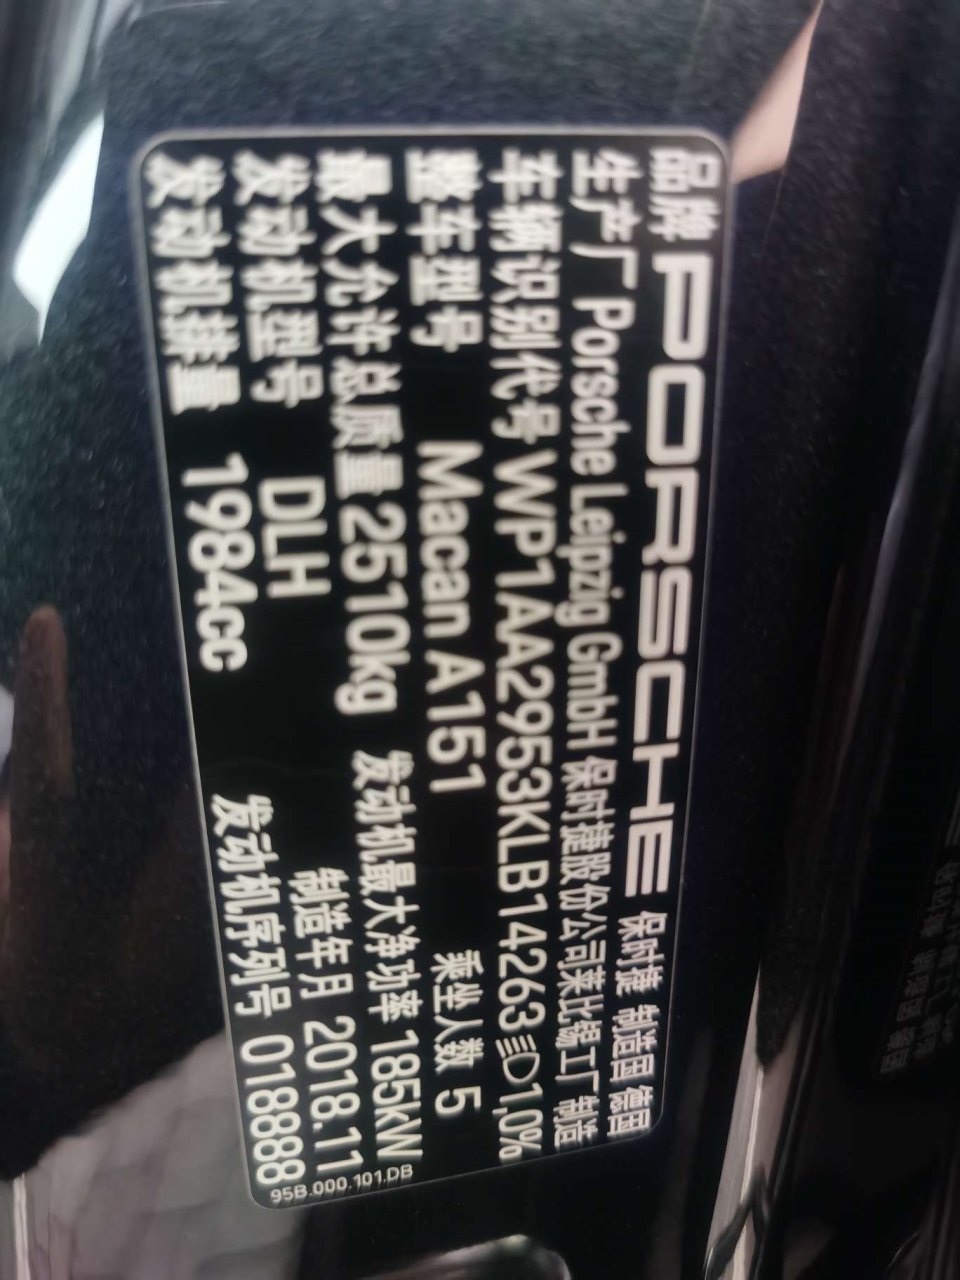 品牌 PORSCHE 保时捷 制造国 德国
生产厂 Porsche Leipzig GmbH 保时捷股份公司莱比锡工厂制造
车辆识别代号 WP1AA2953KLB14263 1,0%
整车型号 Macan A151 乘坐人数 5
最大允许总质量 2510kg 发动机最大净功率 185kW
发动机型号 DLH 制造年月 2018.11
发动机排量 1984cc 发动机序列号 018888
95B.000.101.DB